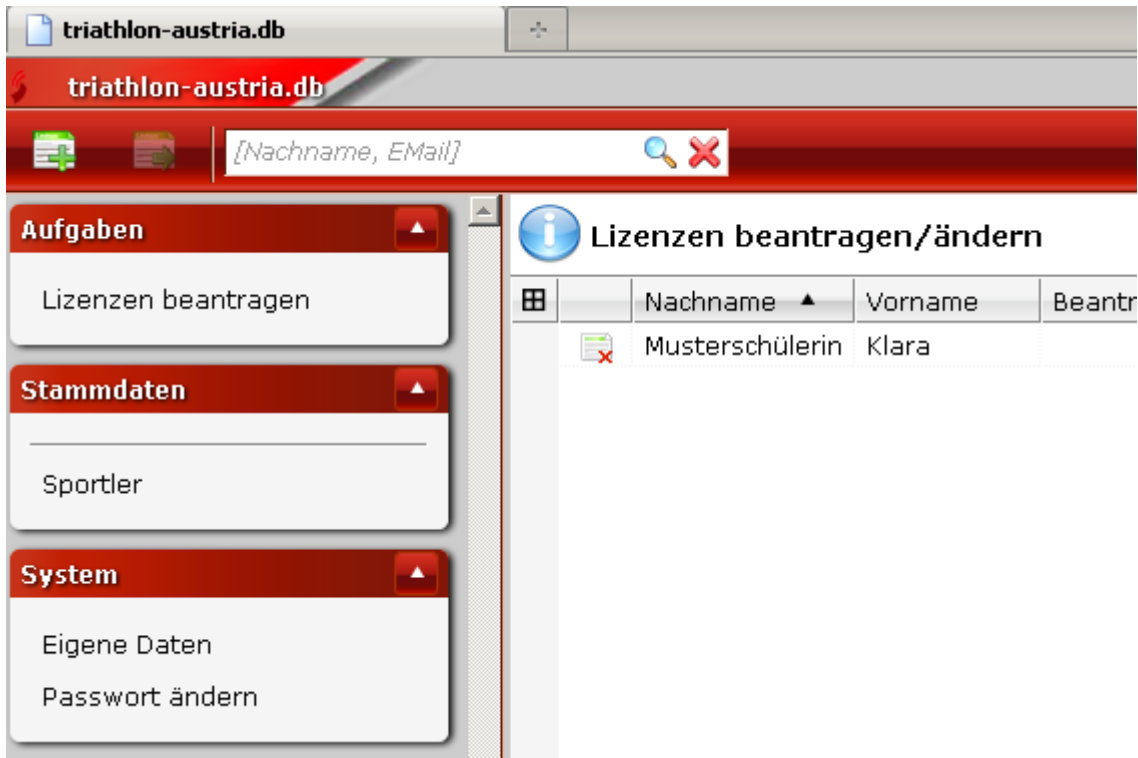 triathlon-austria.db
triathlon-austria.db
[Nachname, EMail]
Aufgaben
Lizenzen beantragen
Stammdaten
Sportler
System
Eigene Daten
Passwort ändern
Lizenzen beantragen/ändern
Nachname Vorname Beantr
Musterschülerin Klara